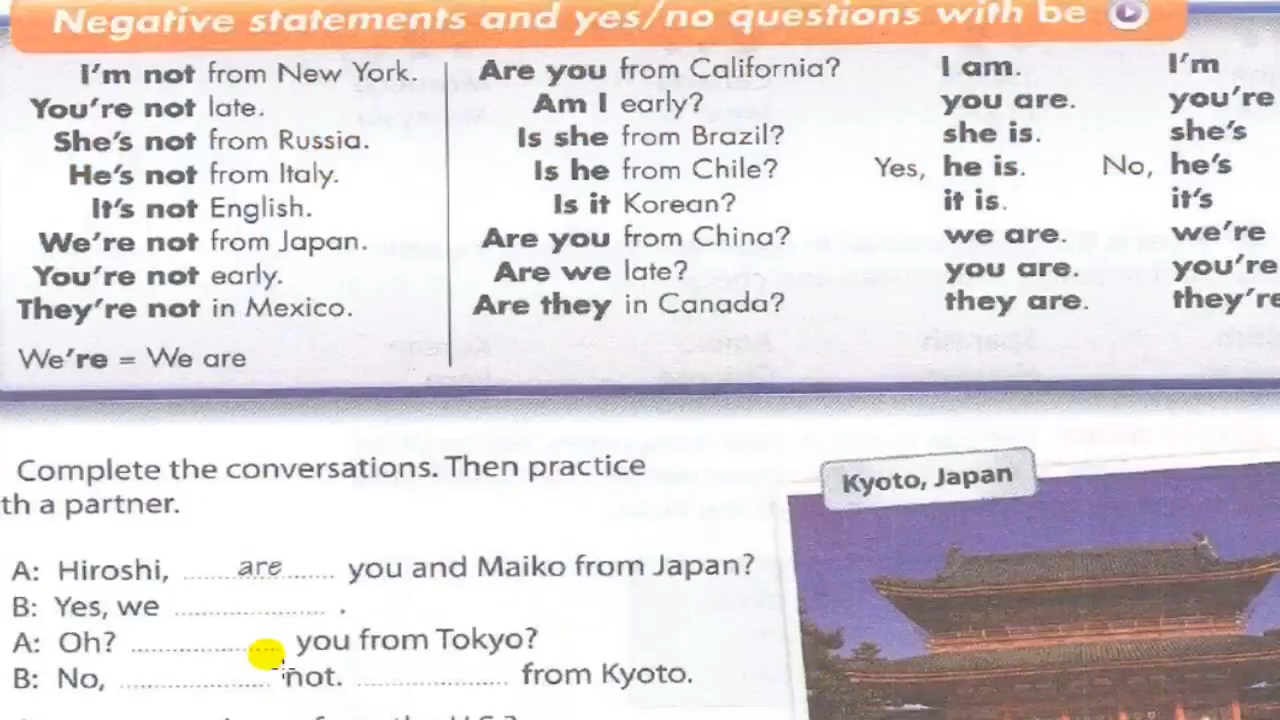 Negative statements and yes/no questions with be
I'm not from New York. Are you from California? I am. I'm
You're not late. Am I early? you are. you're
She's not from Russia. Is she from Brazil? she is. she's
He's not from Italy. Is he from Chile? Yes, he is. No, he's
It's not English. Is it Korean? it is. it's
We're not from Japan. Are you from China? we are. we're
You're not early. Are we late? you are. you're
They're not in Mexico. Are they in Canada? they are. they're
We're = We are
Complete the conversations. Then practice
th a partner.
Kyoto, Japan
A: Hiroshi, ...... are ...... you and Maiko from Japan?
B: Yes, we .......................... .
A: Oh? .......................... you from Tokyo?
B: No, .......................... not. .......................... from Kyoto.